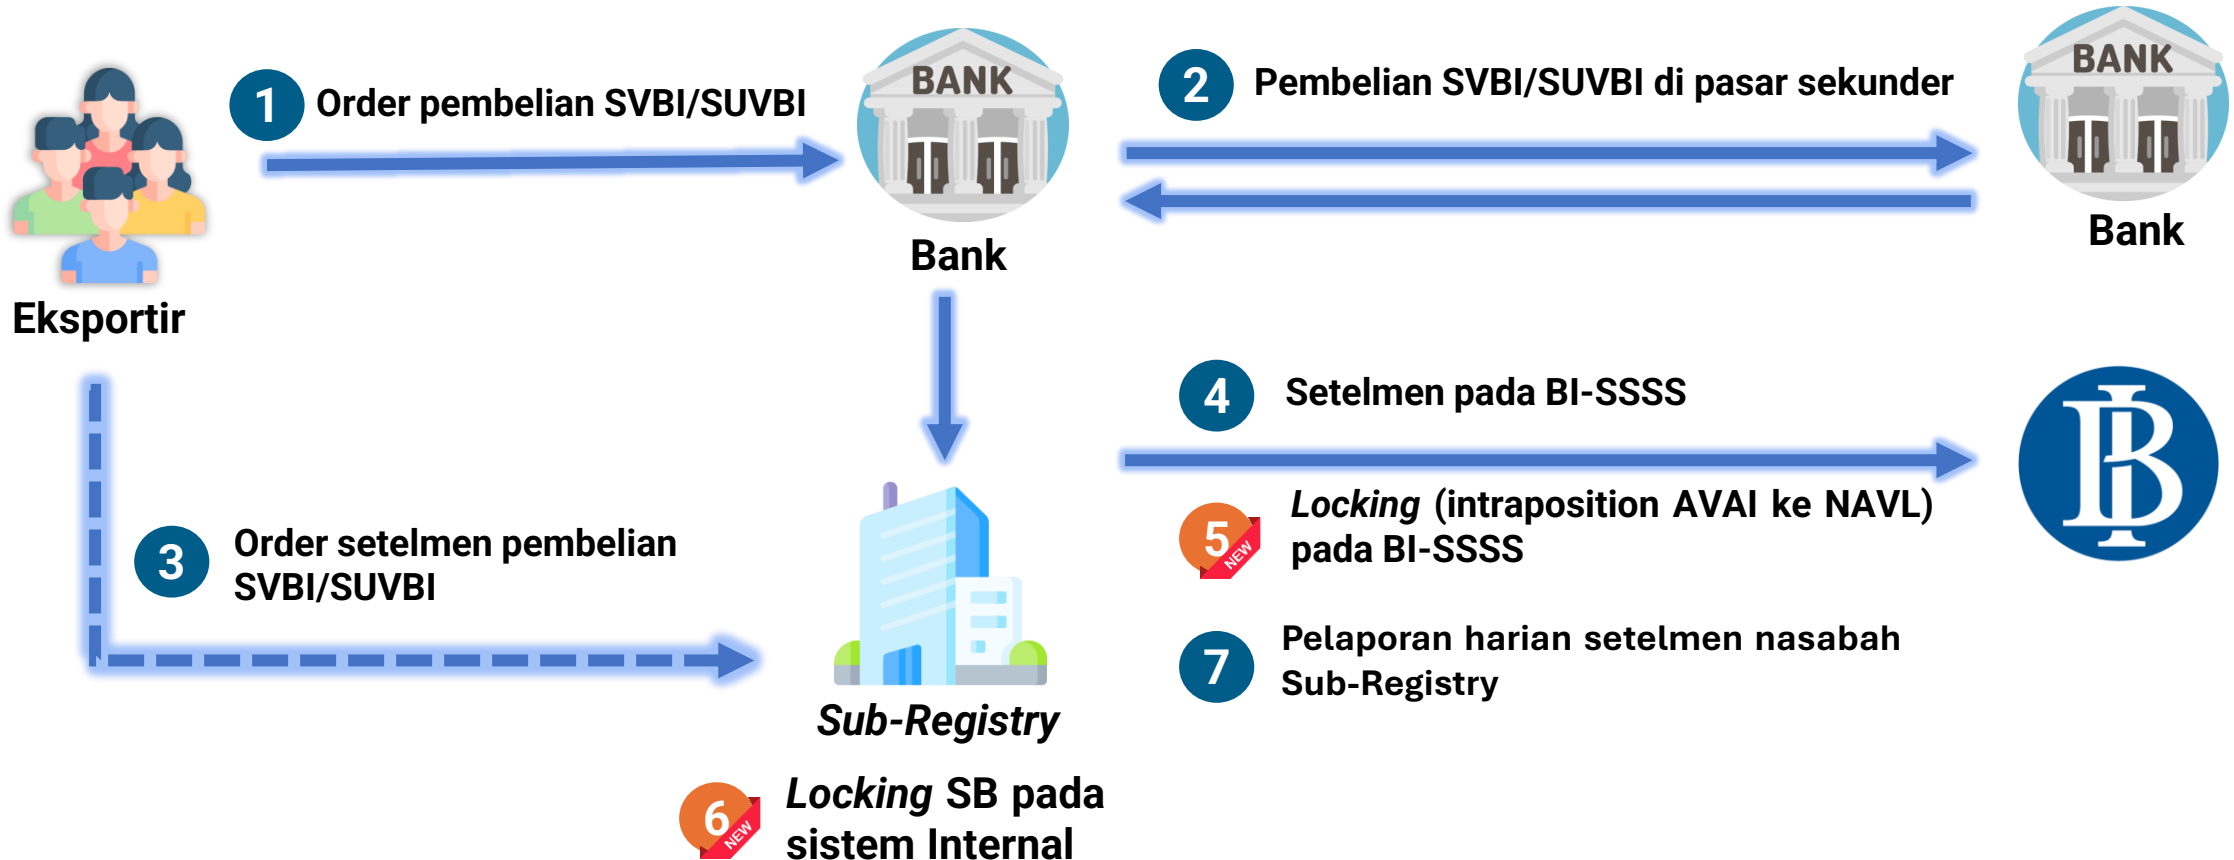 1
Order pembelian SVBI/SUVBI
BANK
Bank
2
Pembelian SVBI/SUVBI di pasar sekunder
BANK
Bank
Eksportir
3
Order setelmen pembelian
SVBI/SUVBI
4
Setelmen pada BI-SSSS
5
NEW
Locking (intraposition AVAI ke NAVL)
pada BI-SSSS
7
Pelaporan harian setelmen nasabah
Sub-Registry
Sub-Registry
6
NEW
Locking SB pada
sistem Internal